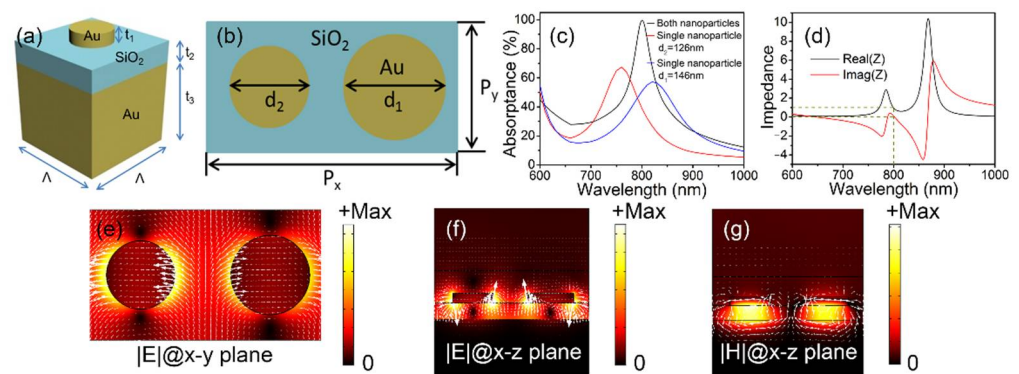 (a)
Au
t1
SiO2
t2
t3
Au
Λ
Λ
(b)
SiO2
Au
d2
d1
Py
Px
(c)
Both nanoparticles
Single nanoparticle
d2=126nm
Single nanoparticle
d1=146nm
Absorptance (%)
100
80
60
40
20
0
600 700 800 900 1000
Wavelength (nm)
(d)
Real(Z)
Imag(Z)
Impedance
10
8
6
4
2
0
-2
-4
600 700 800 900 1000
Wavelength (nm)
(e)
|E|@x-y plane
+Max
0
(f)
|E|@x-z plane
+Max
0
(g)
|H|@x-z plane
+Max
0